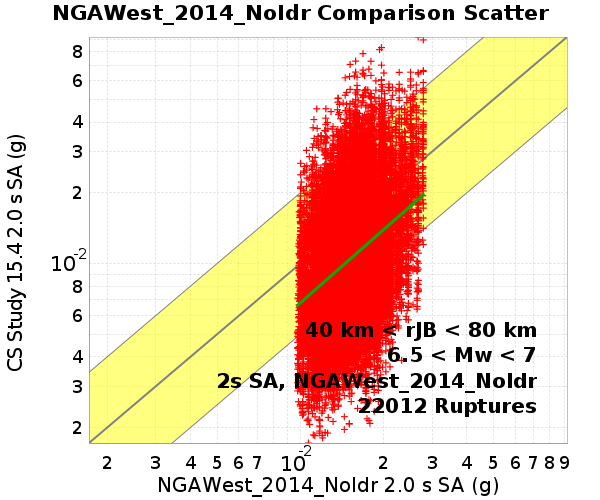 NGAWest_2014_NoIdr Comparison Scatter
8
6
4
3
2
10-2
8
6
4
3
2
CS Study 15.4 2.0 s SA (g)
40 km < rJB < 80 km
6.5 < Mw < 7
2s SA, NGAWest_2014_NoIdr
22012 Ruptures
2 3 4 5 6 7 10-2 2 3 4 5 6 7 8 9
NGAWest_2014_NoIdr 2.0 s SA (g)